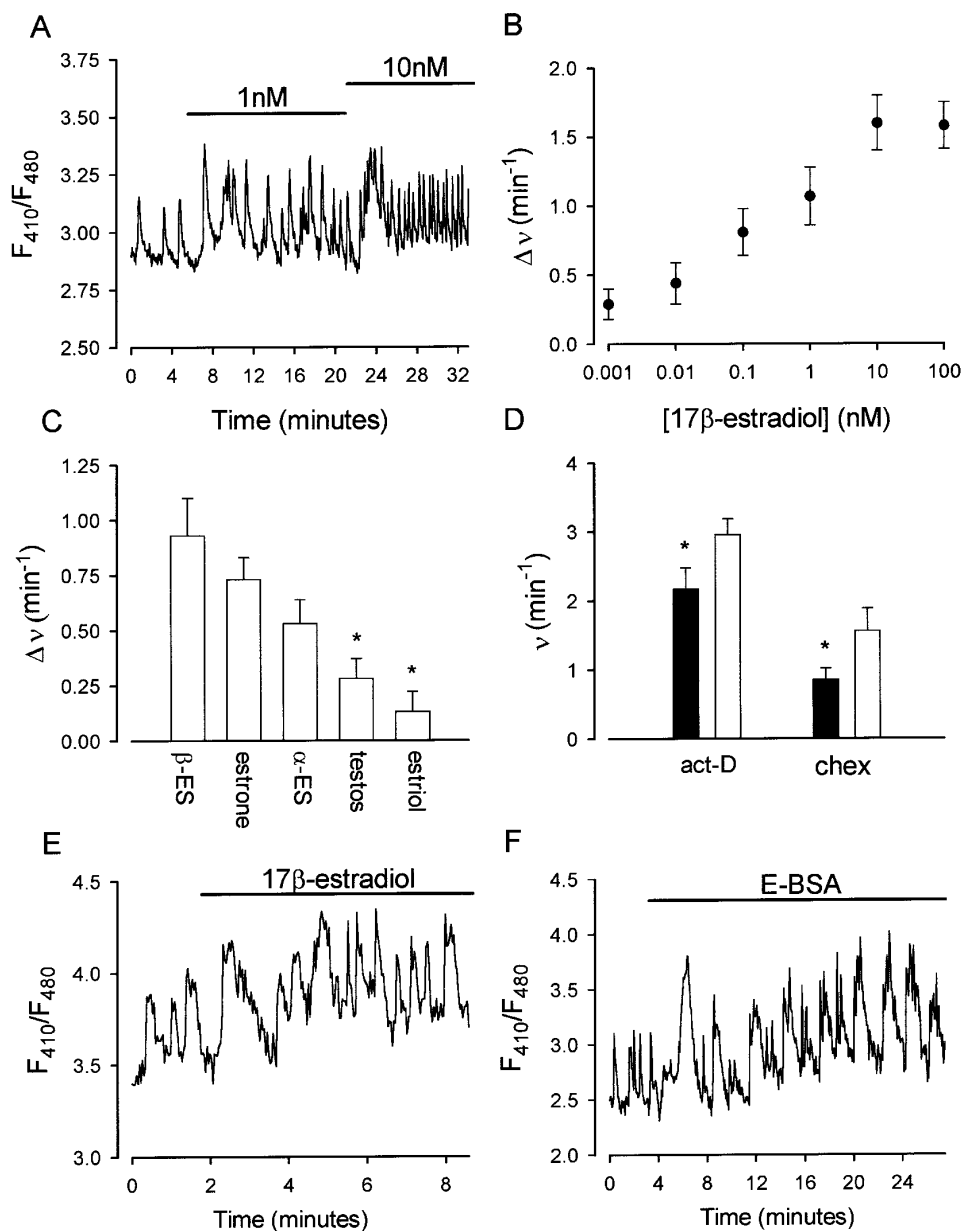 A
3.75
3.50
3.25
3.00
2.75
2.50
F410/F480
1nM
10nM
0 4 8 12 16 20 24 28 32
Time (minutes)
B
2.0
1.5
1.0
0.5
0.0
Δ ν (min-1)
0.001 0.01 0.1 1 10 100
[17β-estradiol] (nM)
C
1.25
1.00
0.75
0.50
0.25
0.00
Δ ν (min-1)
* *
β-ES
estrone
α-ES
testos
estriol
D
4
3
2
1
0
ν (min-1)
* *
act-D chex
E
4.5
4.0
3.5
3.0
F410/F480
17β-estradiol
0 2 4 6 8
Time (minutes)
F
4.5
4.0
3.5
3.0
2.5
2.0
F410/F480
E-BSA
0 4 8 12 16 20 24
Time (minutes)